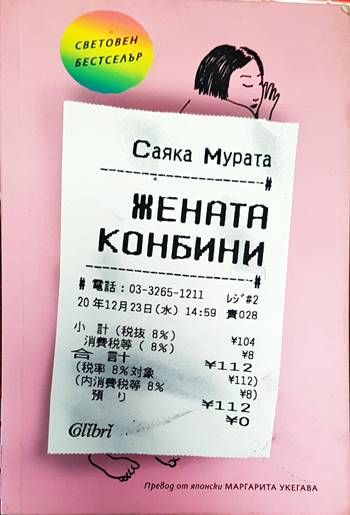 СВЕТОВЕН
БЕСТСЕЛЪР
Саяка Мурата
---------------------#
ЖЕНАТА
КОНБИНИ
---------------------
# 電話：03-3265-1211 ﾚｼﾞ#2
20年12月23日(水) 14:59 責028
小 計(税抜 8%) ¥104
消費税等( 8%) ¥8
合 計 ¥112
(税率 8%対象 ¥112)
(内消費税等 8% ¥8)
預 り ¥112
¥0
Colibri
Превод от японски МАРГАРИТА УКЕГАВА